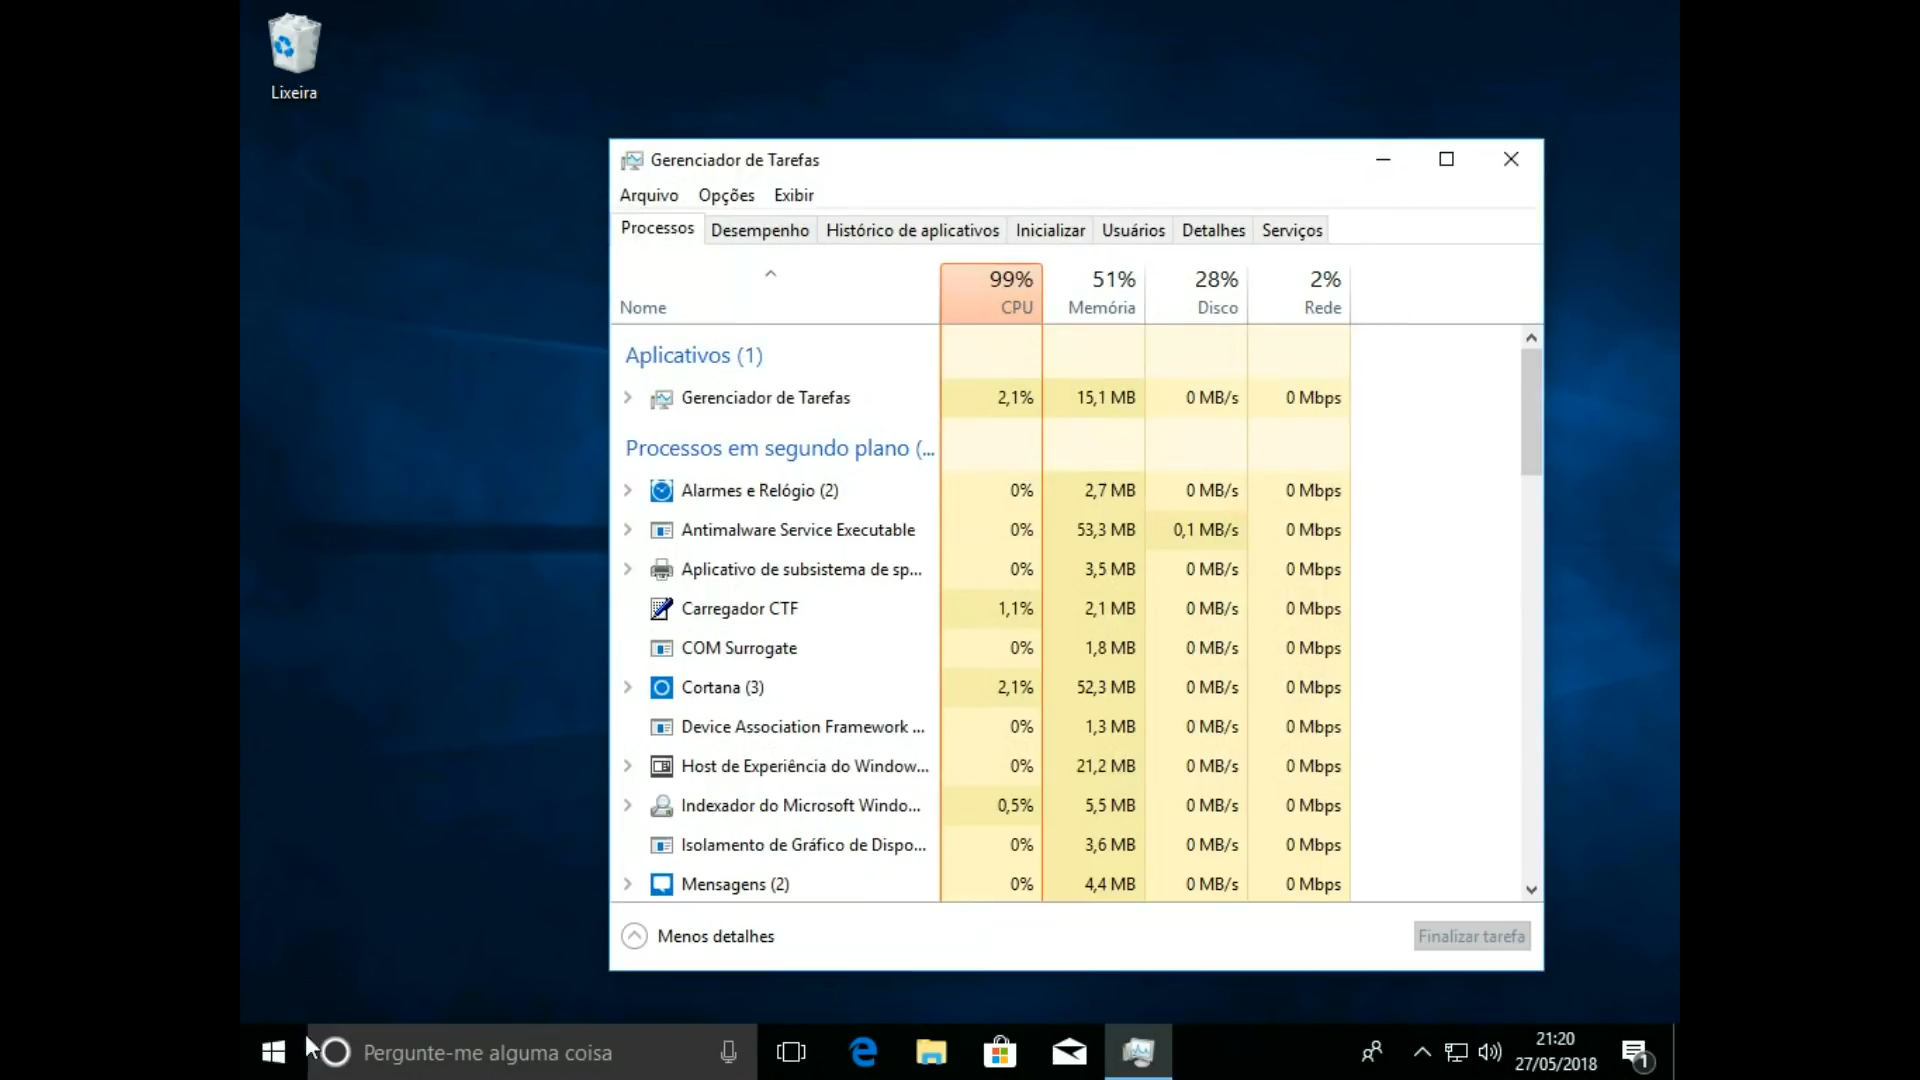 Lixeira
Gerenciador de Tarefas
Arquivo Opções Exibir
Processos Desempenho Histórico de aplicativos Inicializar Usuários Detalhes Serviços
99% 51% 28% 2%
Nome CPU Memória Disco Rede
Aplicativos (1)
Gerenciador de Tarefas 2,1% 15,1 MB 0 MB/s 0 Mbps
Processos em segundo plano (...
Alarmes e Relógio (2) 0% 2,7 MB 0 MB/s 0 Mbps
Antimalware Service Executable 0% 53,3 MB 0,1 MB/s 0 Mbps
Aplicativo de subsistema de sp... 0% 3,5 MB 0 MB/s 0 Mbps
Carregador CTF 1,1% 2,1 MB 0 MB/s 0 Mbps
COM Surrogate 0% 1,8 MB 0 MB/s 0 Mbps
Cortana (3) 2,1% 52,3 MB 0 MB/s 0 Mbps
Device Association Framework ... 0% 1,3 MB 0 MB/s 0 Mbps
Host de Experiência do Window... 0% 21,2 MB 0 MB/s 0 Mbps
Indexador do Microsoft Windo... 0,5% 5,5 MB 0 MB/s 0 Mbps
Isolamento de Gráfico de Dispo... 0% 3,6 MB 0 MB/s 0 Mbps
Mensagens (2) 0% 4,4 MB 0 MB/s 0 Mbps
Menos detalhes Finalizar tarefa
Pergunte-me alguma coisa
21:20
27/05/2018
1